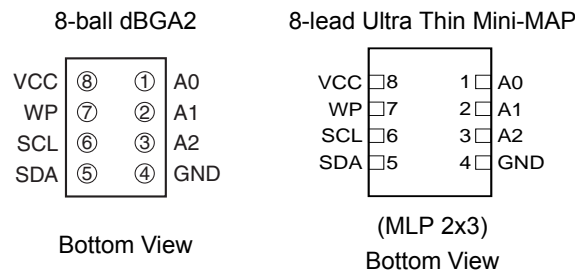 8-ball dBGA2
VCC 8 1 A0
WP 7 2 A1
SCL 6 3 A2
SDA 5 4 GND
Bottom View
8-lead Ultra Thin Mini-MAP
VCC 8 1 A0
WP 7 2 A1
SCL 6 3 A2
SDA 5 4 GND
(MLP 2x3)
Bottom View